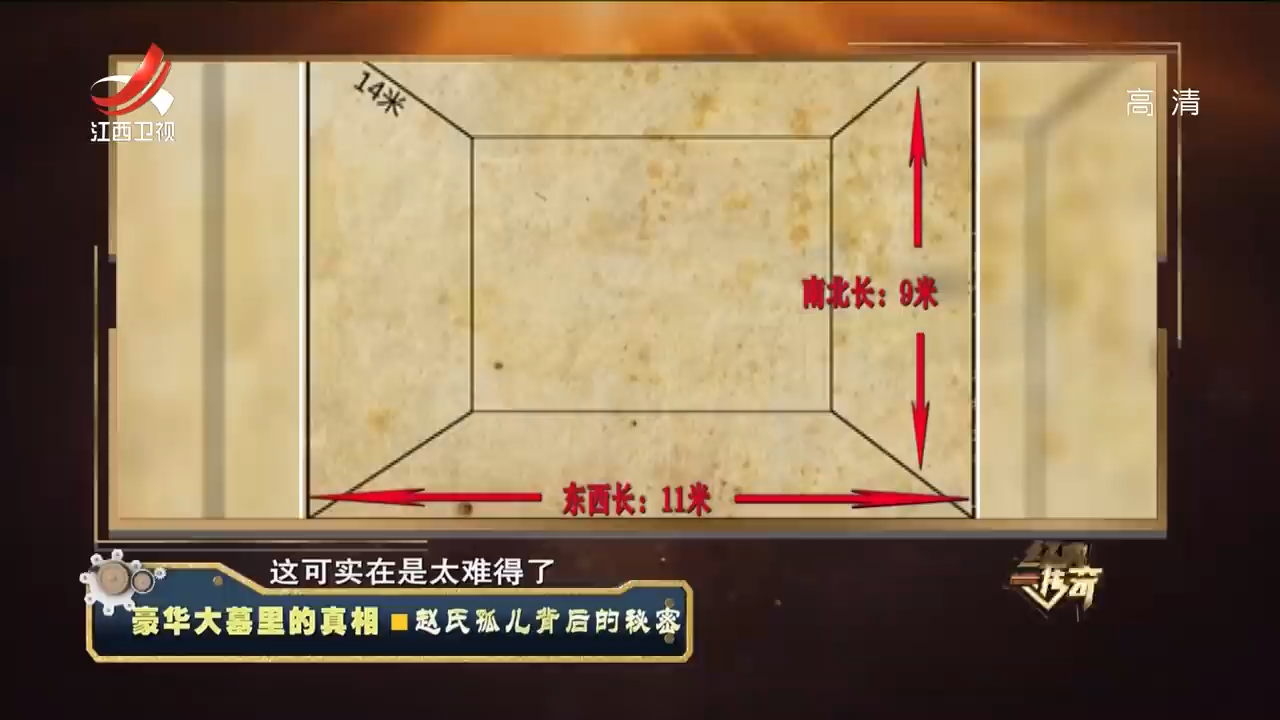 江西卫视
高清
14米
南北长：9米
东西长：11米
这可实在是太难得了
经典
传奇
豪华大墓里的真相■赵氏孤儿背后的秘密